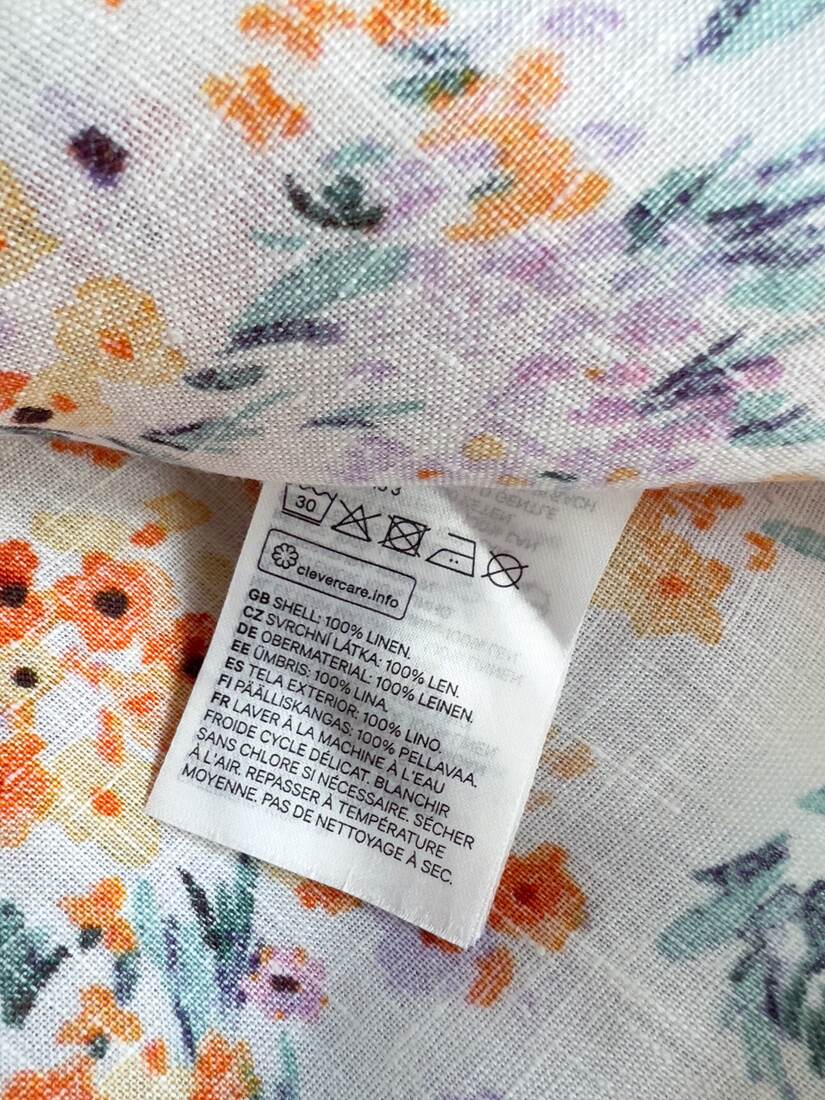 30
clevercare.info
GB SHELL: 100% LINEN.
CZ SVRCHNÍ LÁTKA: 100% LEN.
DE OBERMATERIAL: 100% LEINEN.
EE ÜMBRIS: 100% LINA.
ES TELA EXTERIOR: 100% LINO.
FI PÄÄLLISKANGAS: 100% PELLAVAA.
FR LAVER À LA MACHINE À L'EAU
FROIDE CYCLE DÉLICAT. BLANCHIR
SANS CHLORE SI NÉCESSAIRE. SÉCHER
À L'AIR. REPASSER À TEMPÉRATURE
MOYENNE. PAS DE NETTOYAGE À SEC.